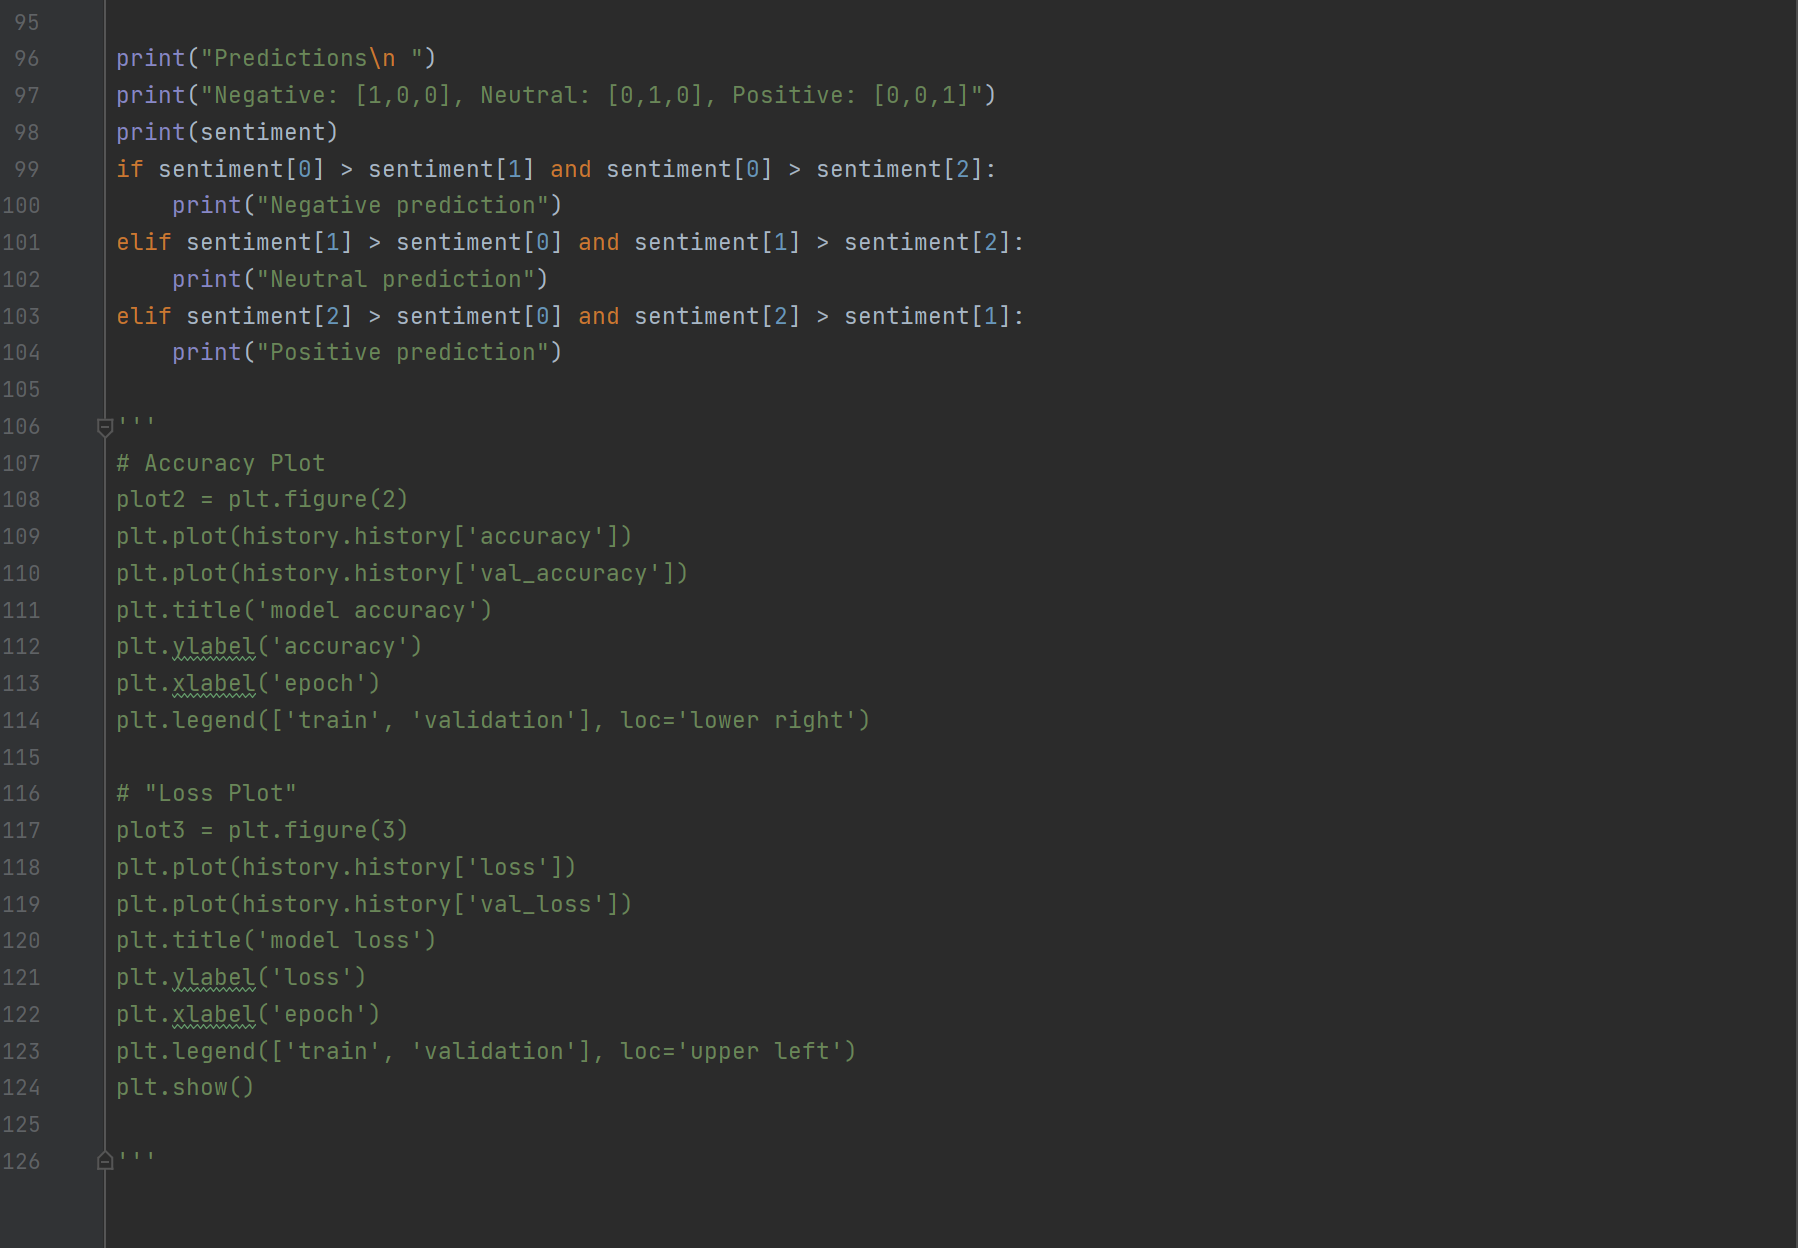 95
96 print("Predictions\n ")
97 print("Negative: [1,0,0], Neutral: [0,1,0], Positive: [0,0,1]")
98 print(sentiment)
99 if sentiment[0] > sentiment[1] and sentiment[0] > sentiment[2]:
100     print("Negative prediction")
101 elif sentiment[1] > sentiment[0] and sentiment[1] > sentiment[2]:
102     print("Neutral prediction")
103 elif sentiment[2] > sentiment[0] and sentiment[2] > sentiment[1]:
104     print("Positive prediction")
105
106 '''
107 # Accuracy Plot
108 plot2 = plt.figure(2)
109 plt.plot(history.history['accuracy'])
110 plt.plot(history.history['val_accuracy'])
111 plt.title('model accuracy')
112 plt.ylabel('accuracy')
113 plt.xlabel('epoch')
114 plt.legend(['train', 'validation'], loc='lower right')
115
116 # "Loss Plot"
117 plot3 = plt.figure(3)
118 plt.plot(history.history['loss'])
119 plt.plot(history.history['val_loss'])
120 plt.title('model loss')
121 plt.ylabel('loss')
122 plt.xlabel('epoch')
123 plt.legend(['train', 'validation'], loc='upper left')
124 plt.show()
125
126 '''